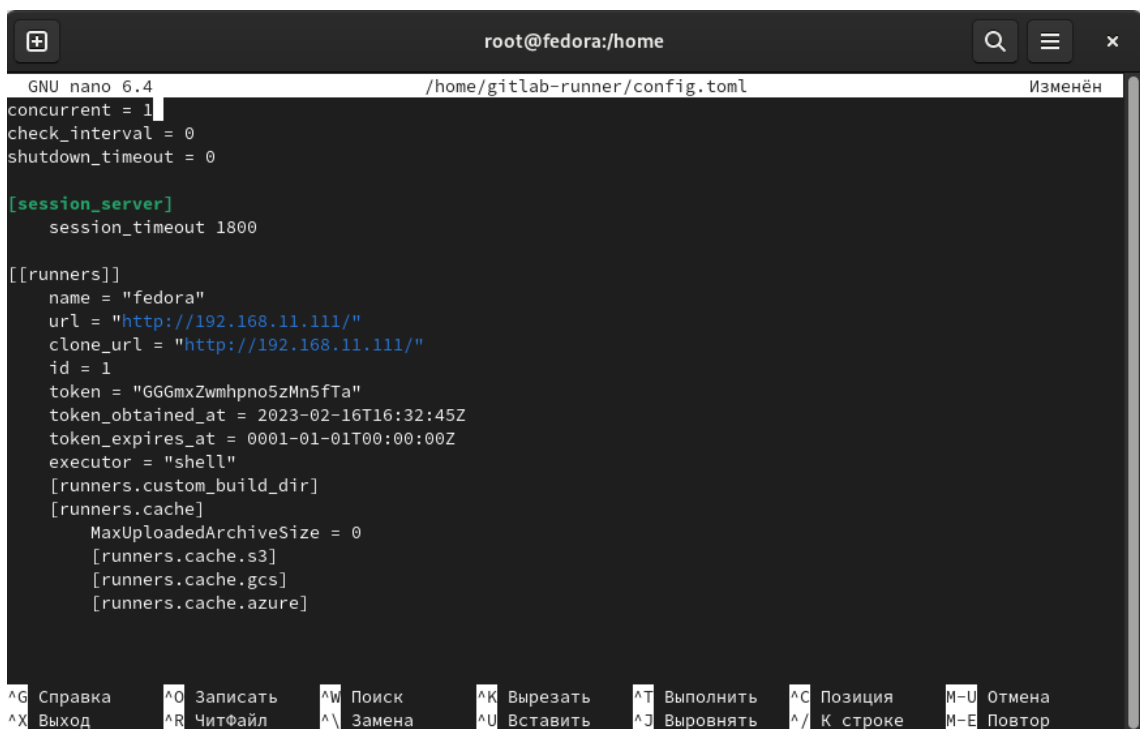 root@fedora:/home
GNU nano 6.4 /home/gitlab-runner/config.toml Изменён
concurrent = 1
check_interval = 0
shutdown_timeout = 0
[session_server]
session_timeout 1800
[[runners]]
name = "fedora"
url = "http://192.168.11.111/"
clone_url = "http://192.168.11.111/"
id = 1
token = "GGGmxZwmhpno5zMn5fTa"
token_obtained_at = 2023-02-16T16:32:45Z
token_expires_at = 0001-01-01T00:00:00Z
executor = "shell"
[runners.custom_build_dir]
[runners.cache]
MaxUploadedArchiveSize = 0
[runners.cache.s3]
[runners.cache.gcs]
[runners.cache.azure]
^G Справка ^O Записать ^W Поиск ^K Вырезать ^T Выполнить ^C Позиция M-U Отмена
^X Выход ^R ЧитФайл ^\ Замена ^U Вставить ^J Выровнять ^/ К строке M-E Повтор